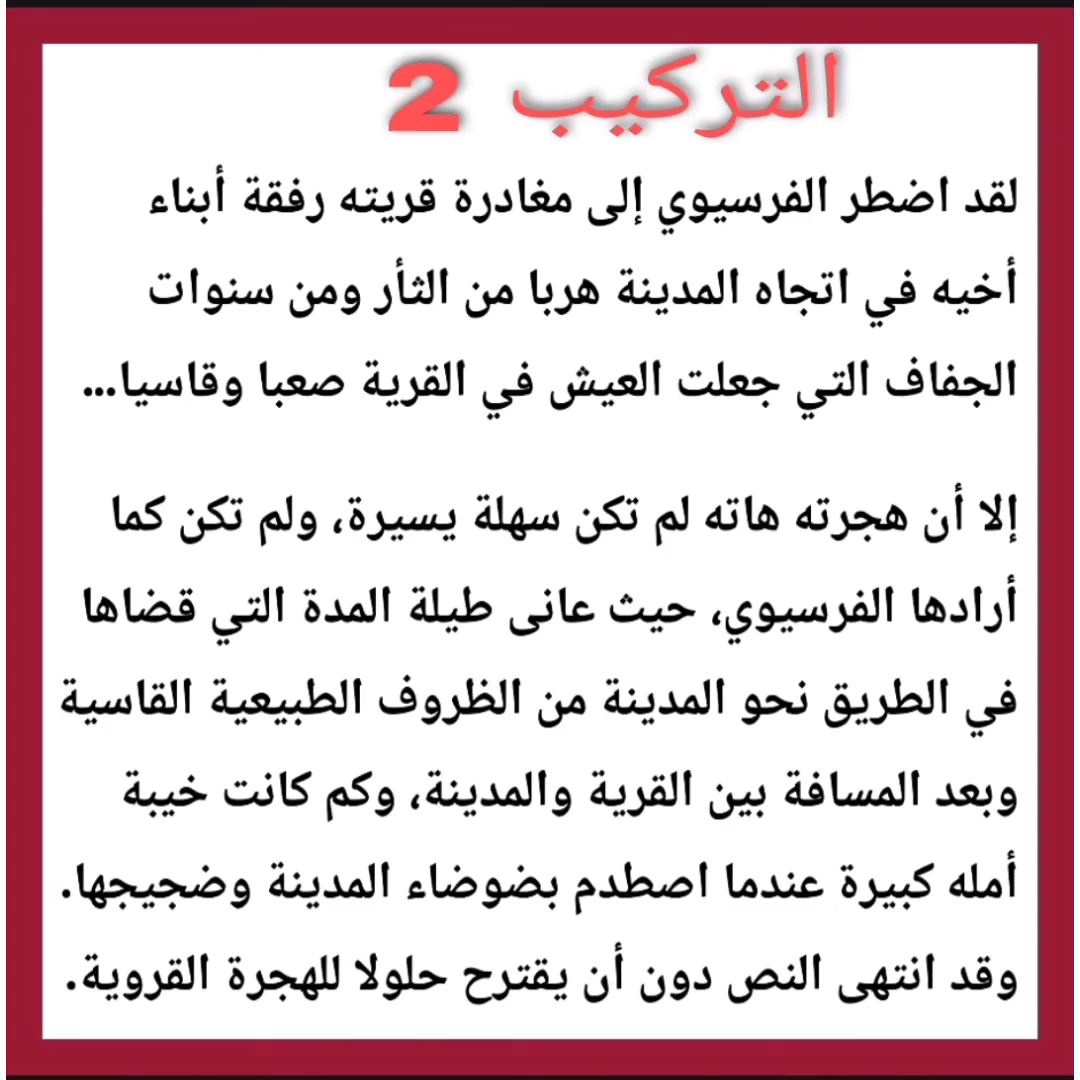 التركيب 2
لقد اضطر الفرسيوي إلى مغادرة قريته رفقة أبناء
أخيه في اتجاه المدينة هربا من الثأر ومن سنوات
الجفاف التي جعلت العيش في القرية صعبا وقاسيا...
إلا أن هجرته هاته لم تكن سهلة يسيرة، ولم تكن كما
أرادها الفرسيوي، حيث عانى طيلة المدة التي قضاها
في الطريق نحو المدينة من الظروف الطبيعية القاسية
وبعد المسافة بين القرية والمدينة، وكم كانت خيبة
أمله كبيرة عندما اصطدم بضوضاء المدينة وضجيجها.
وقد انتهى النص دون أن يقترح حلولا للهجرة القروية.